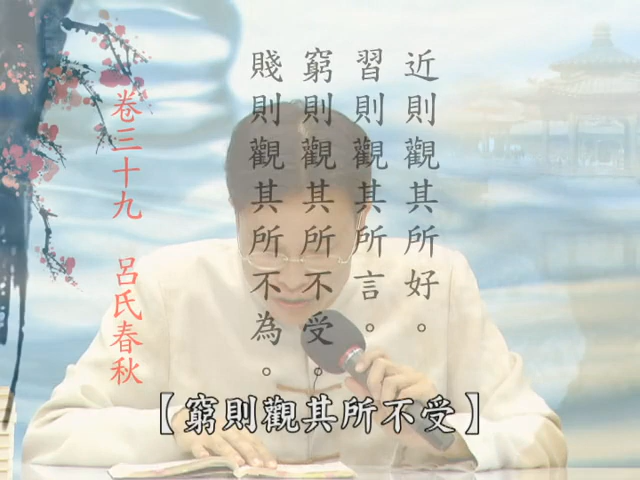 近則觀其所好。
習則觀其所言。
窮則觀其所不受。
賤則觀其所不為。
卷三十九 呂氏春秋
【窮則觀其所不受】